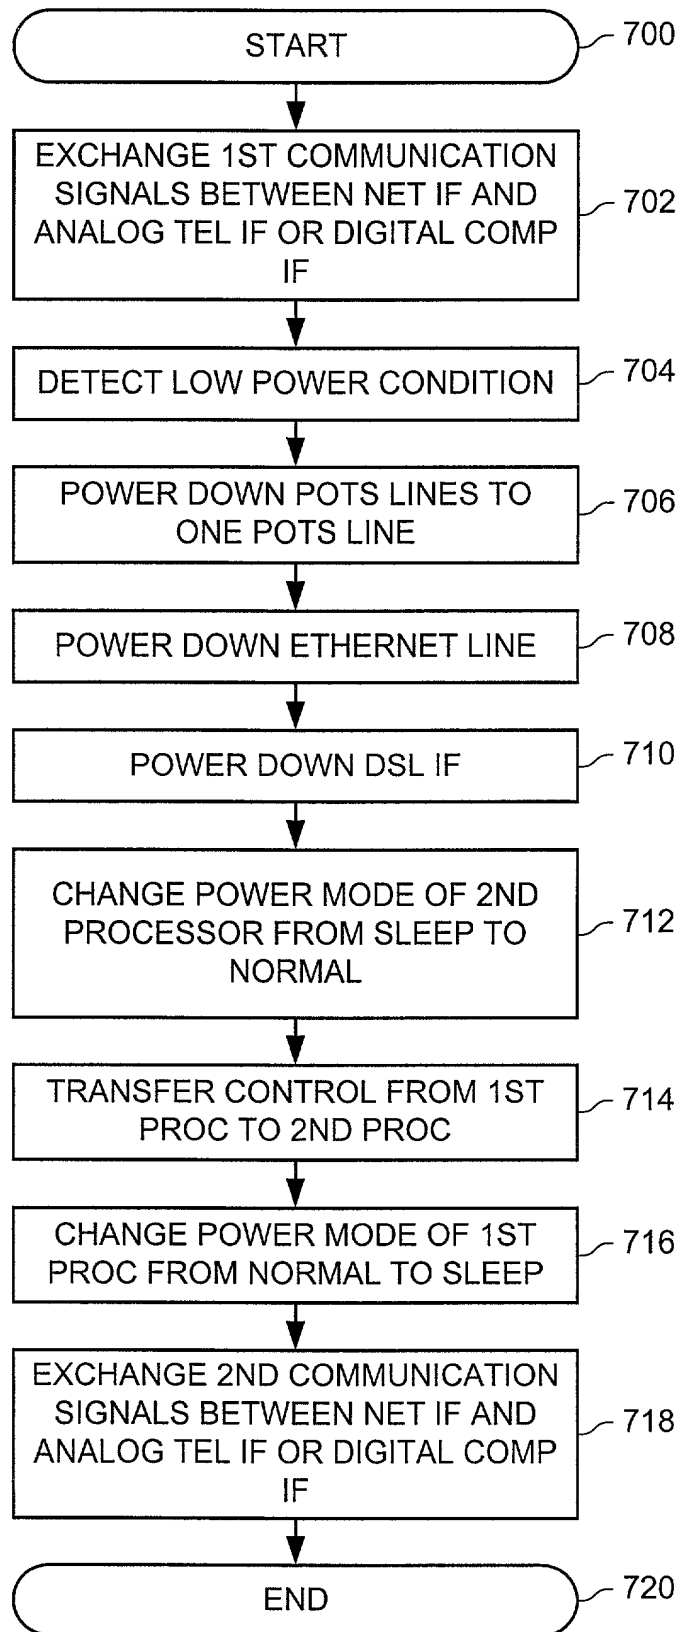 START
700
EXCHANGE 1ST COMMUNICATION
SIGNALS BETWEEN NET IF AND
ANALOG TEL IF OR DIGITAL COMP
IF
702
DETECT LOW POWER CONDITION
704
POWER DOWN POTS LINES TO
ONE POTS LINE
706
POWER DOWN ETHERNET LINE
708
POWER DOWN DSL IF
710
CHANGE POWER MODE OF 2ND
PROCESSOR FROM SLEEP TO
NORMAL
712
TRANSFER CONTROL FROM 1ST
PROC TO 2ND PROC
714
CHANGE POWER MODE OF 1ST
PROC FROM NORMAL TO SLEEP
716
EXCHANGE 2ND COMMUNICATION
SIGNALS BETWEEN NET IF AND
ANALOG TEL IF OR DIGITAL COMP
IF
718
END
720